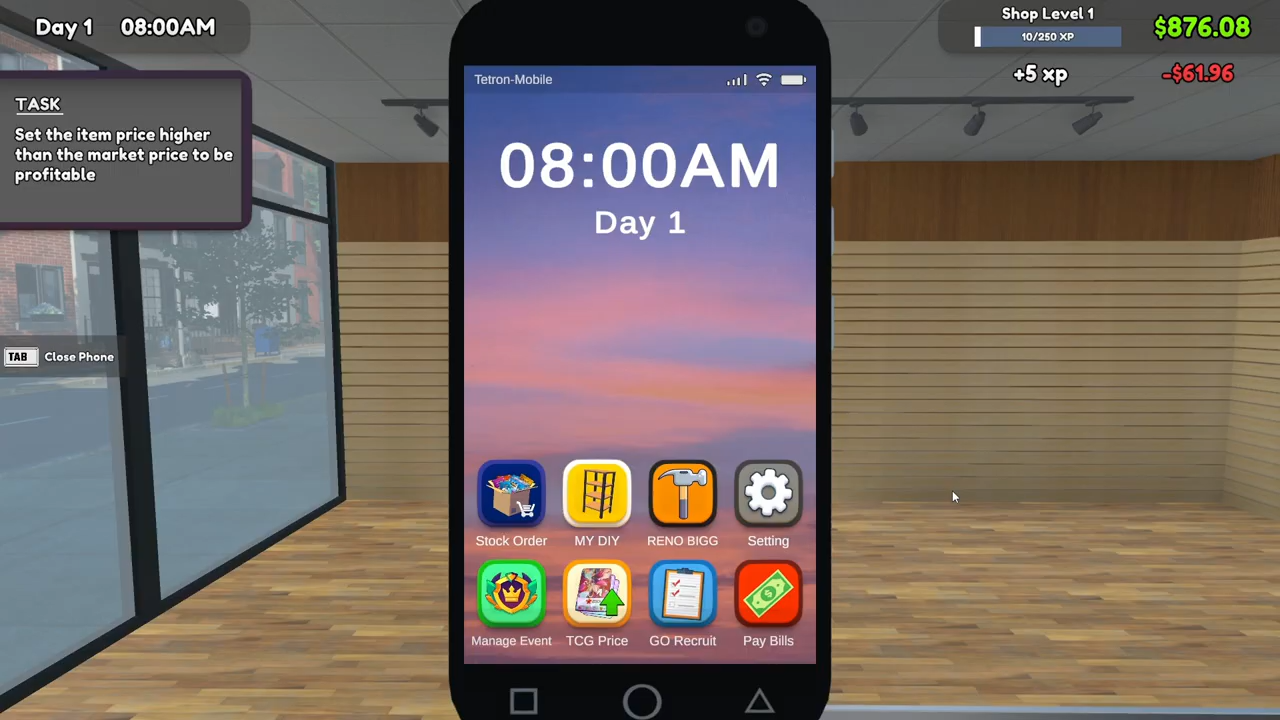 Day 1 08:00AM
Shop Level 1
10/250 XP
$876.08
+5 xp
-$61.96
TASK
Set the item price higher
than the market price to be
profitable
TAB Close Phone
Tetron-Mobile
08:00AM
Day 1
Stock Order MY DIY RENO BIGG Setting
Manage Event TCG Price GO Recruit Pay Bills